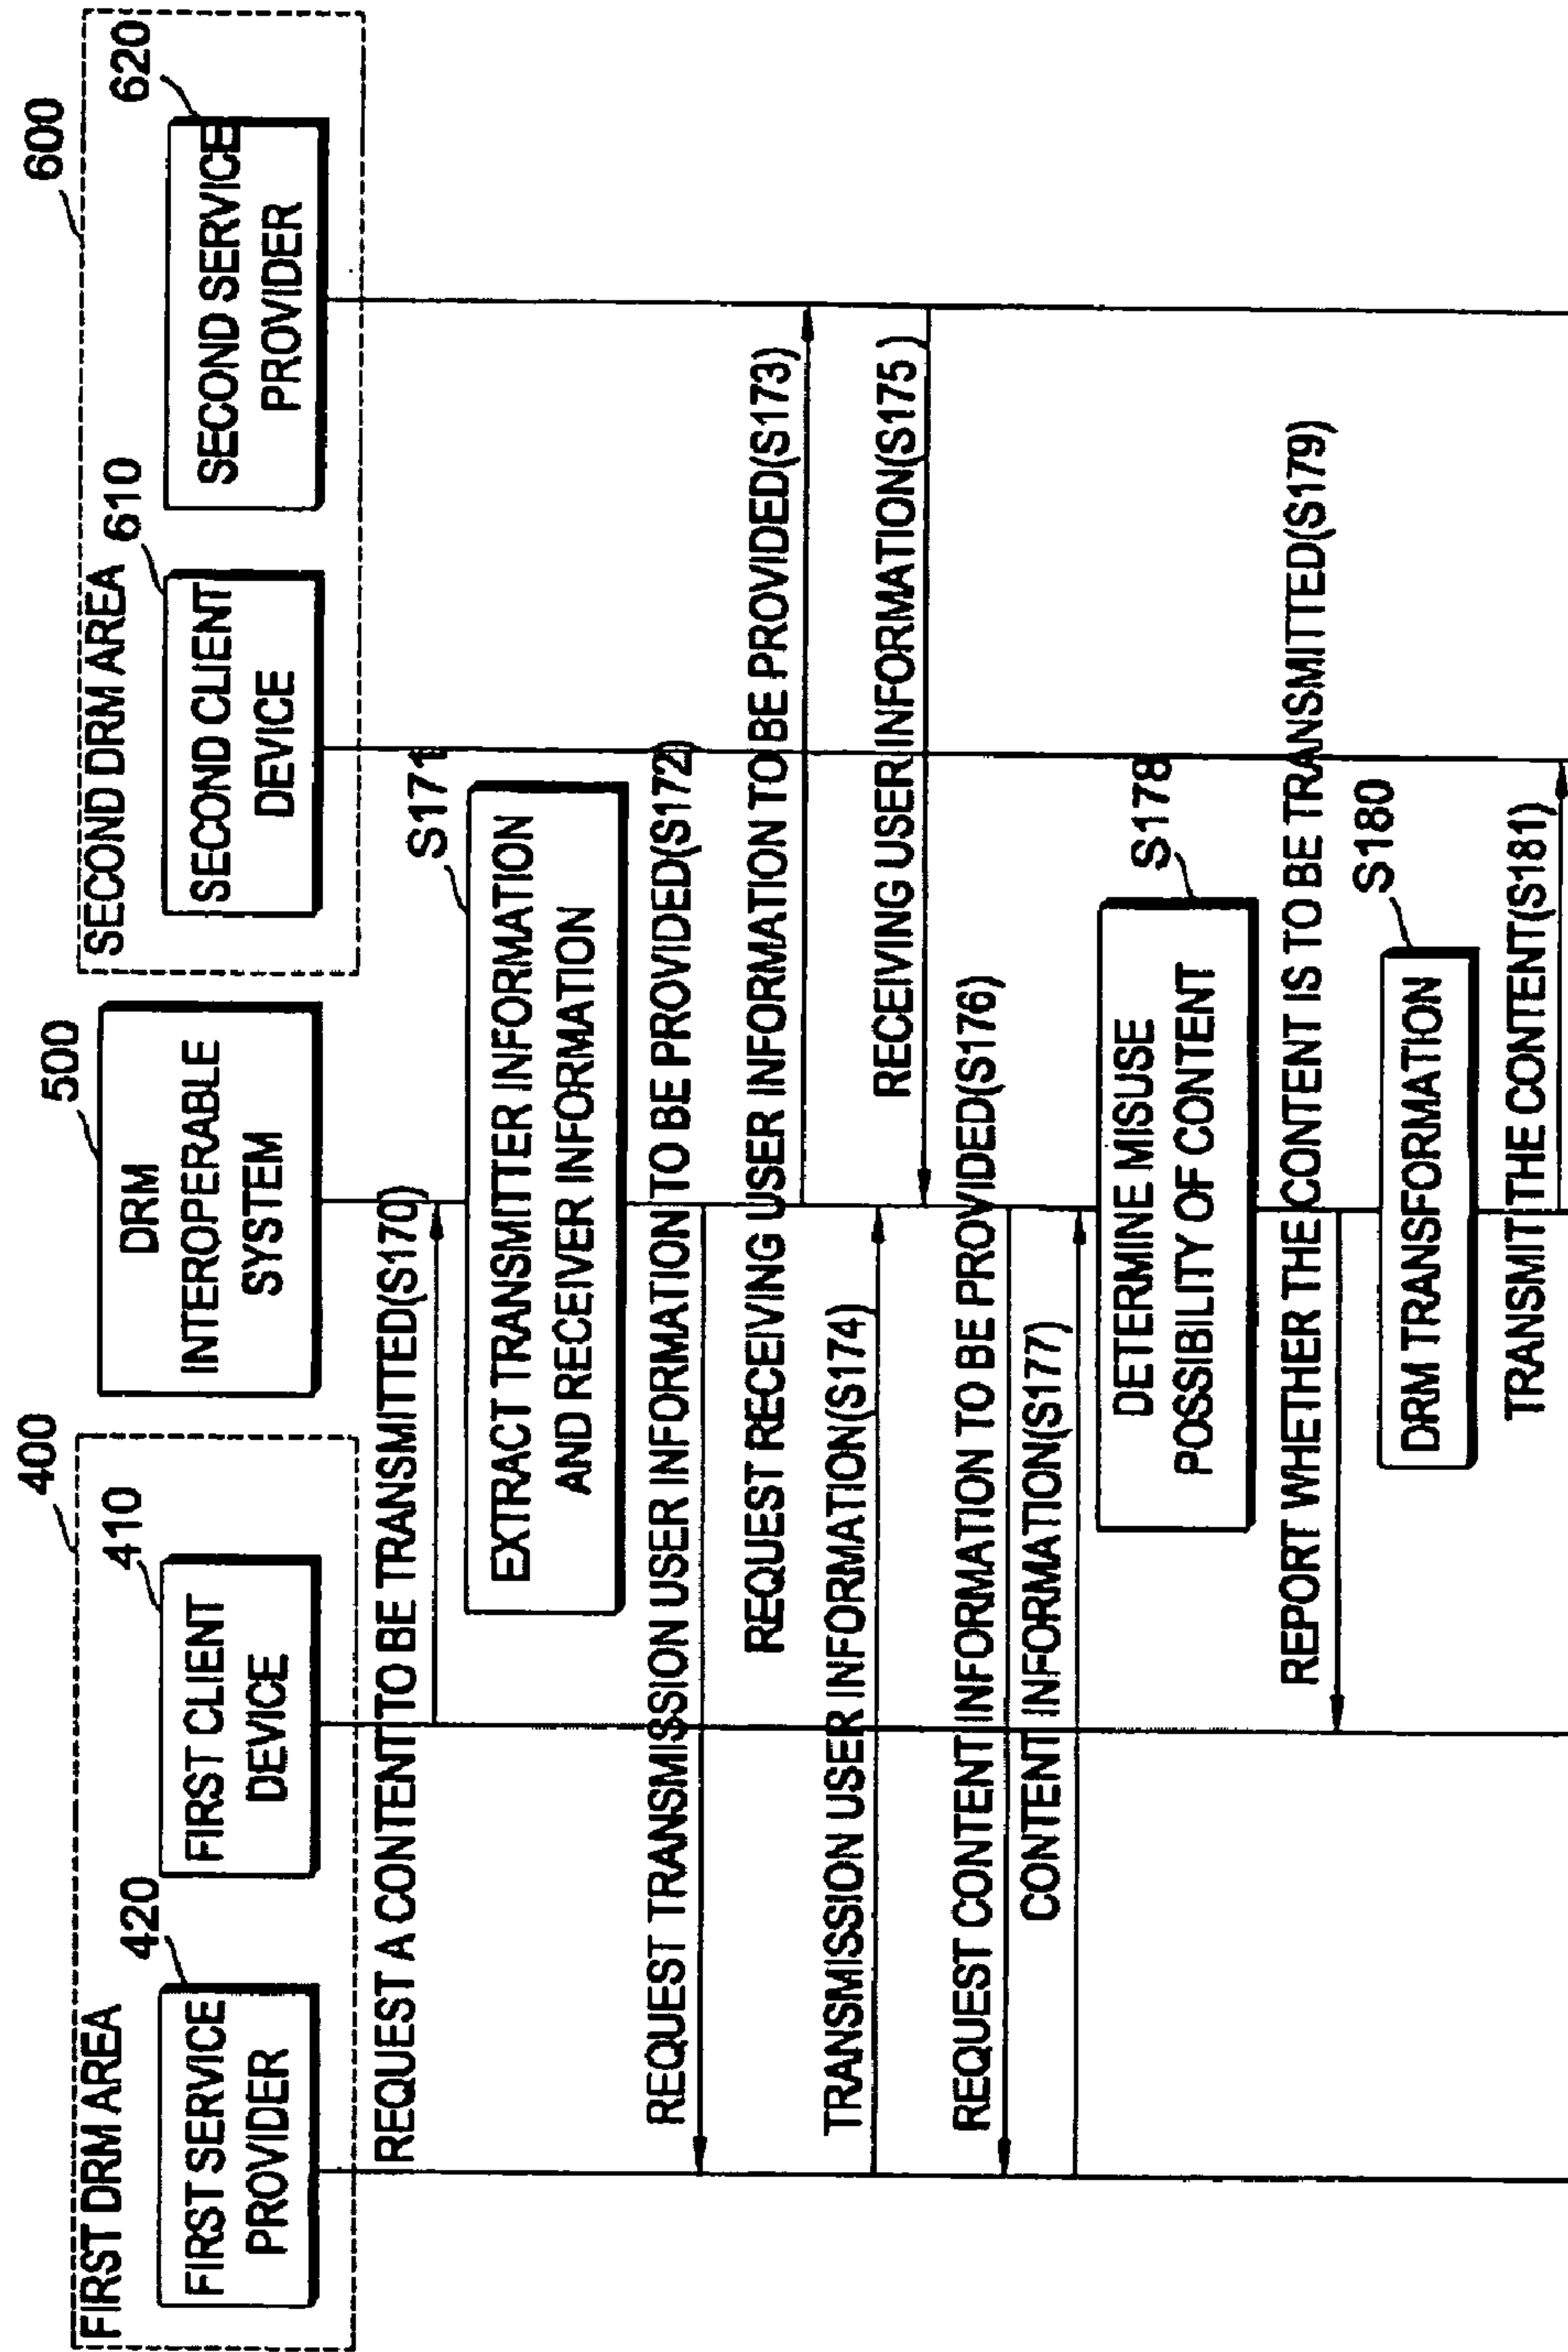 400
500
600
FIRST DRM AREA
SECOND DRM AREA
420
410
610
620
FIRST SERVICE
PROVIDER
FIRST CLIENT
DEVICE
DRM
INTEROPERABLE
SYSTEM
SECOND CLIENT
DEVICE
SECOND SERVICE
PROVIDER
REQUEST A CONTENT TO BE TRANSMITTED(S170)
S171
EXTRACT TRANSMITTER INFORMATION
AND RECEIVER INFORMATION
REQUEST TRANSMISSION USER INFORMATION TO BE PROVIDED(S172)
REQUEST RECEIVING USER INFORMATION TO BE PROVIDED(S173)
TRANSMISSION USER INFORMATION(S174)
RECEIVING USER INFORMATION(S175)
REQUEST CONTENT INFORMATION TO BE PROVIDED(S176)
CONTENT INFORMATION(S177)
S178
DETERMINE MISUSE
POSSIBILITY OF CONTENT
REPORT WHETHER THE CONTENT IS TO BE TRANSMITTED(S179)
S180
DRM TRANSFORMATION
TRANSMIT THE CONTENT(S181)